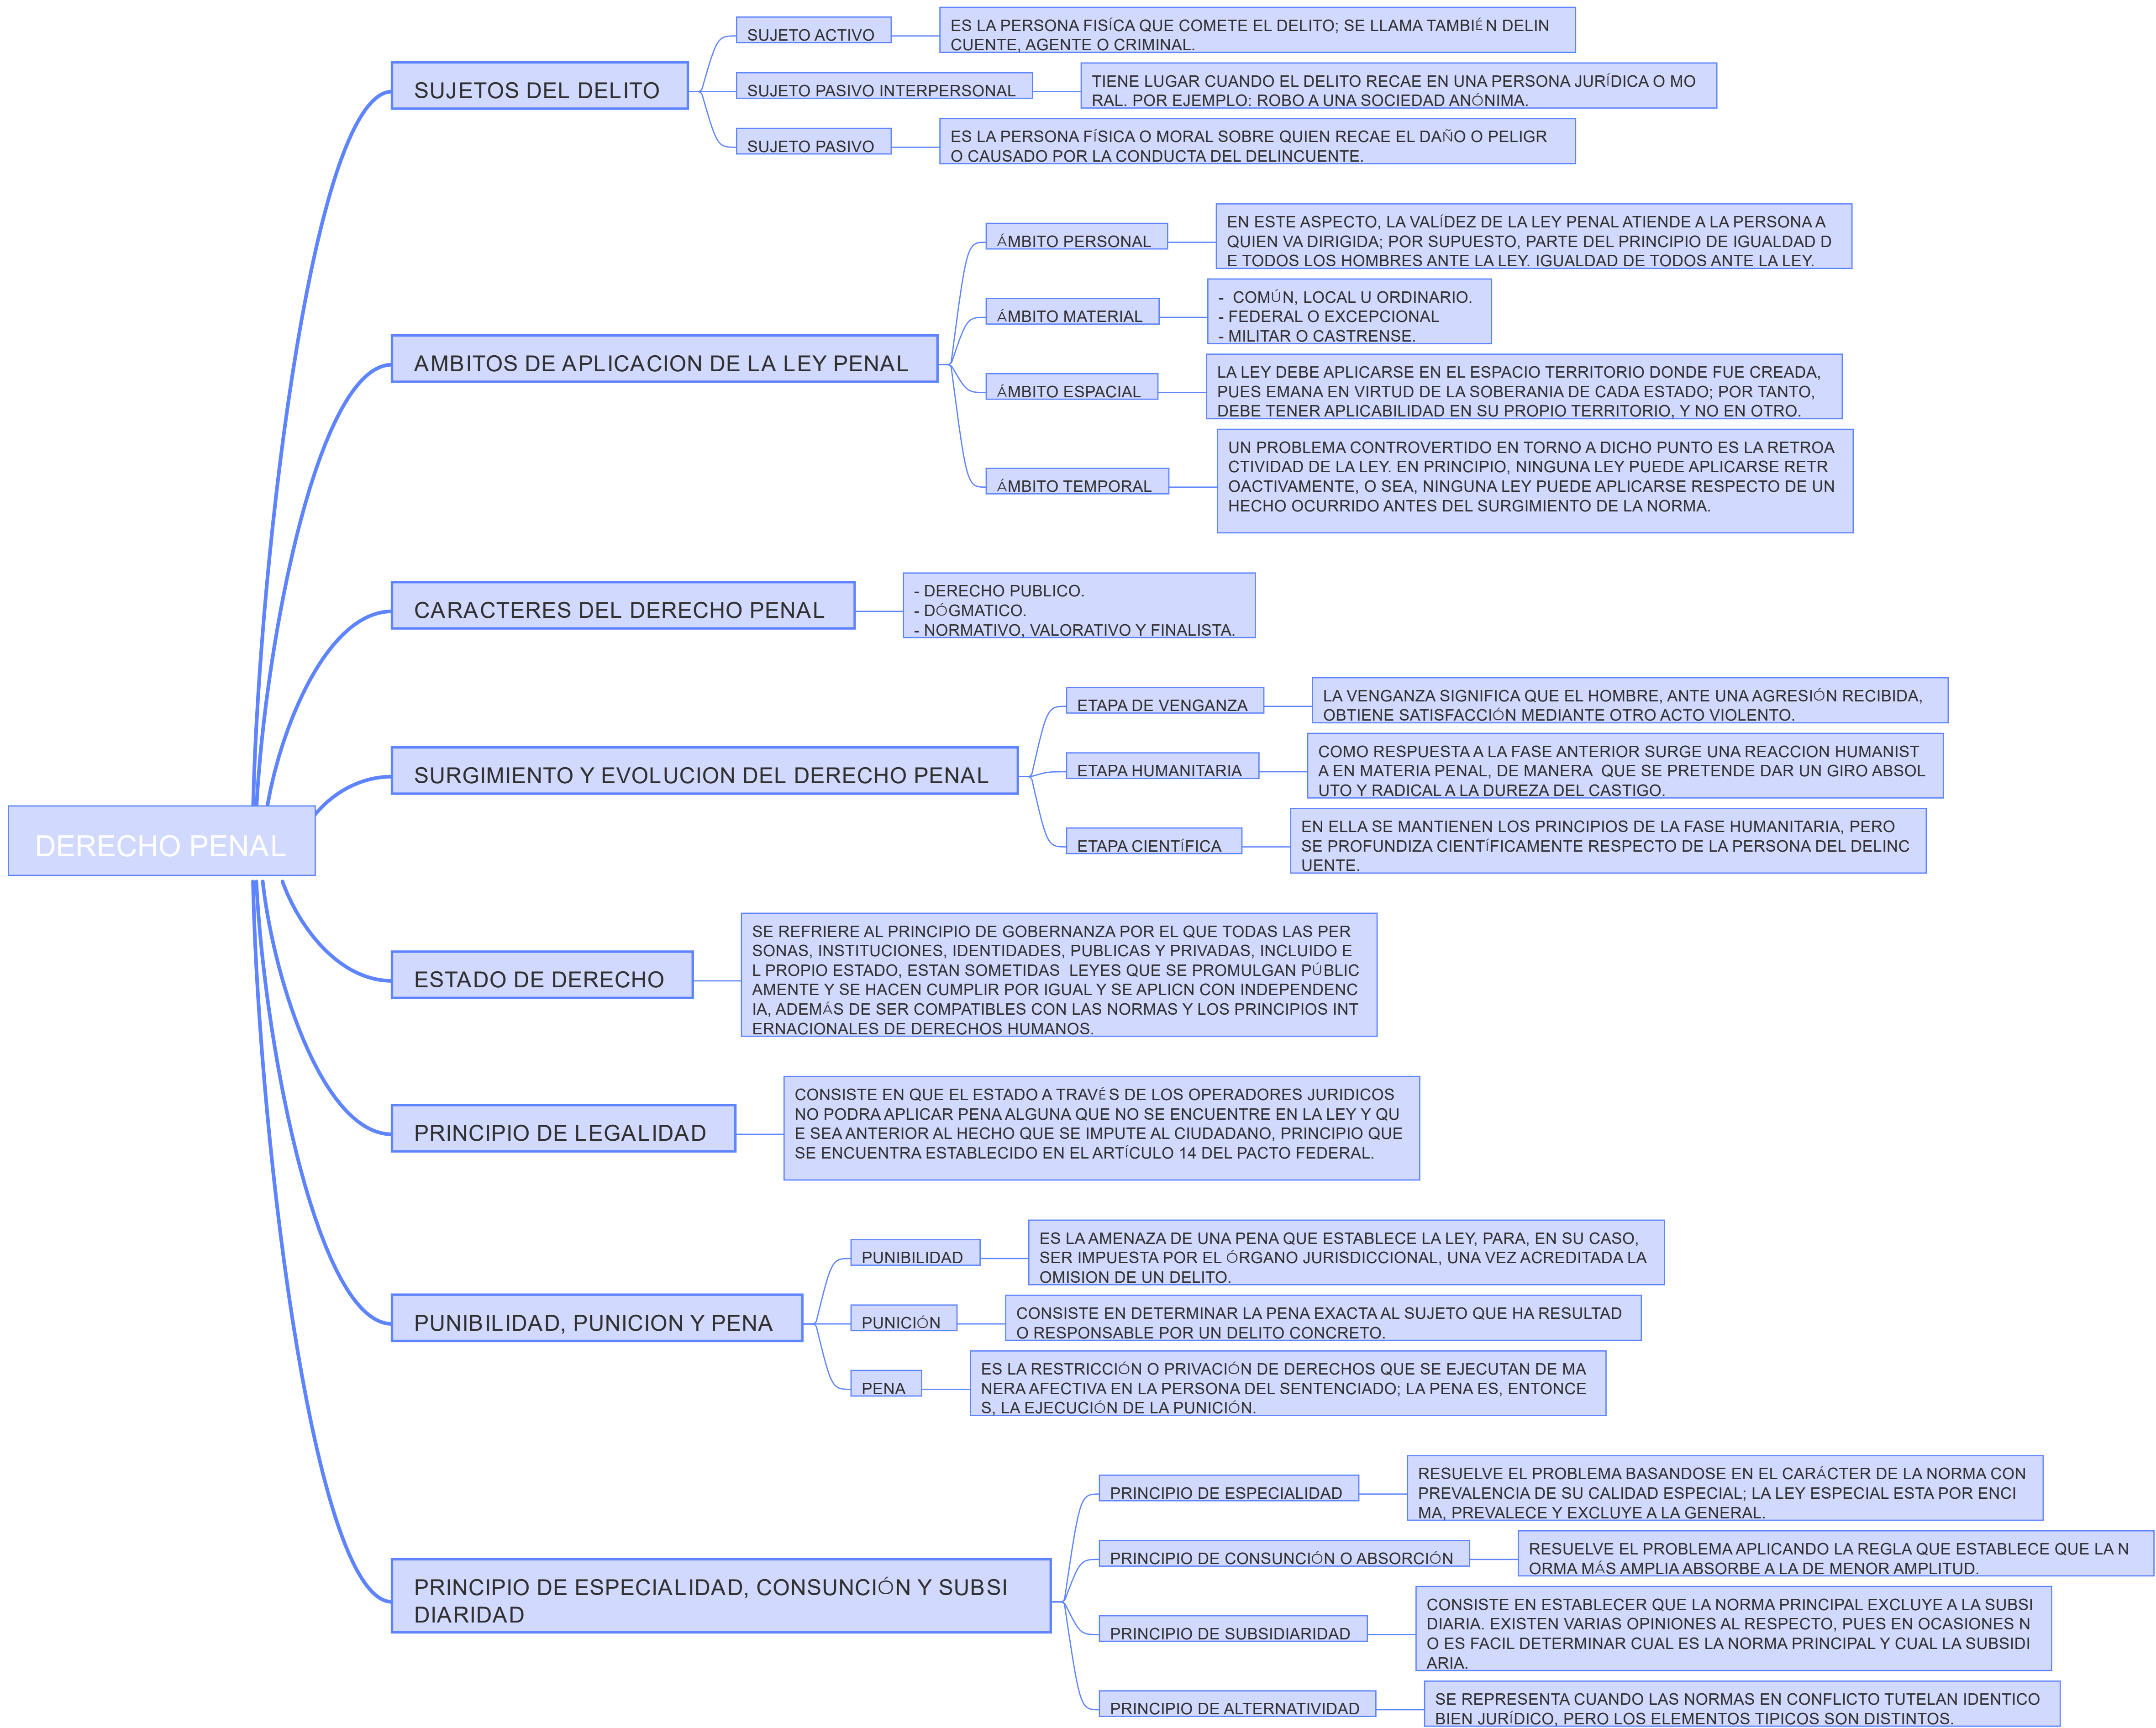 DERECHO PENAL
SUJETOS DEL DELITO
SUJETO ACTIVO
ES LA PERSONA FISÍCA QUE COMETE EL DELITO; SE LLAMA TAMBIÉN DELIN
CUENTE, AGENTE O CRIMINAL.
SUJETO PASIVO INTERPERSONAL
TIENE LUGAR CUANDO EL DELITO RECAE EN UNA PERSONA JURÍDICA O MO
RAL. POR EJEMPLO: ROBO A UNA SOCIEDAD ANÓNIMA.
SUJETO PASIVO
ES LA PERSONA FÍSICA O MORAL SOBRE QUIEN RECAE EL DAÑO O PELIGR
O CAUSADO POR LA CONDUCTA DEL DELINCUENTE.
AMBITOS DE APLICACION DE LA LEY PENAL
ÁMBITO PERSONAL
EN ESTE ASPECTO, LA VALÍDEZ DE LA LEY PENAL ATIENDE A LA PERSONA A
QUIEN VA DIRIGIDA; POR SUPUESTO, PARTE DEL PRINCIPIO DE IGUALDAD D
E TODOS LOS HOMBRES ANTE LA LEY. IGUALDAD DE TODOS ANTE LA LEY.
ÁMBITO MATERIAL
-  COMÚN, LOCAL U ORDINARIO.
- FEDERAL O EXCEPCIONAL
- MILITAR O CASTRENSE.
ÁMBITO ESPACIAL
LA LEY DEBE APLICARSE EN EL ESPACIO TERRITORIO DONDE FUE CREADA,
PUES EMANA EN VIRTUD DE LA SOBERANIA DE CADA ESTADO; POR TANTO,
DEBE TENER APLICABILIDAD EN SU PROPIO TERRITORIO, Y NO EN OTRO.
ÁMBITO TEMPORAL
UN PROBLEMA CONTROVERTIDO EN TORNO A DICHO PUNTO ES LA RETROA
CTIVIDAD DE LA LEY. EN PRINCIPIO, NINGUNA LEY PUEDE APLICARSE RETR
OACTIVAMENTE, O SEA, NINGUNA LEY PUEDE APLICARSE RESPECTO DE UN
HECHO OCURRIDO ANTES DEL SURGIMIENTO DE LA NORMA.
CARACTERES DEL DERECHO PENAL
- DERECHO PUBLICO.
- DÓGMATICO.
- NORMATIVO, VALORATIVO Y FINALISTA.
SURGIMIENTO Y EVOLUCION DEL DERECHO PENAL
ETAPA DE VENGANZA
LA VENGANZA SIGNIFICA QUE EL HOMBRE, ANTE UNA AGRESIÓN RECIBIDA,
OBTIENE SATISFACCIÓN MEDIANTE OTRO ACTO VIOLENTO.
ETAPA HUMANITARIA
COMO RESPUESTA A LA FASE ANTERIOR SURGE UNA REACCION HUMANIST
A EN MATERIA PENAL, DE MANERA  QUE SE PRETENDE DAR UN GIRO ABSOL
UTO Y RADICAL A LA DUREZA DEL CASTIGO.
ETAPA CIENTÍFICA
EN ELLA SE MANTIENEN LOS PRINCIPIOS DE LA FASE HUMANITARIA, PERO
SE PROFUNDIZA CIENTÍFICAMENTE RESPECTO DE LA PERSONA DEL DELINC
UENTE.
ESTADO DE DERECHO
SE REFRIERE AL PRINCIPIO DE GOBERNANZA POR EL QUE TODAS LAS PER
SONAS, INSTITUCIONES, IDENTIDADES, PUBLICAS Y PRIVADAS, INCLUIDO E
L PROPIO ESTADO, ESTAN SOMETIDAS  LEYES QUE SE PROMULGAN PÚBLIC
AMENTE Y SE HACEN CUMPLIR POR IGUAL Y SE APLICN CON INDEPENDENC
IA, ADEMÁS DE SER COMPATIBLES CON LAS NORMAS Y LOS PRINCIPIOS INT
ERNACIONALES DE DERECHOS HUMANOS.
PRINCIPIO DE LEGALIDAD
CONSISTE EN QUE EL ESTADO A TRAVÉS DE LOS OPERADORES JURIDICOS
NO PODRA APLICAR PENA ALGUNA QUE NO SE ENCUENTRE EN LA LEY Y QU
E SEA ANTERIOR AL HECHO QUE SE IMPUTE AL CIUDADANO, PRINCIPIO QUE
SE ENCUENTRA ESTABLECIDO EN EL ARTÍCULO 14 DEL PACTO FEDERAL.
PUNIBILIDAD, PUNICION Y PENA
PUNIBILIDAD
ES LA AMENAZA DE UNA PENA QUE ESTABLECE LA LEY, PARA, EN SU CASO,
SER IMPUESTA POR EL ÓRGANO JURISDICCIONAL, UNA VEZ ACREDITADA LA
OMISION DE UN DELITO.
PUNICIÓN
CONSISTE EN DETERMINAR LA PENA EXACTA AL SUJETO QUE HA RESULTAD
O RESPONSABLE POR UN DELITO CONCRETO.
PENA
ES LA RESTRICCIÓN O PRIVACIÓN DE DERECHOS QUE SE EJECUTAN DE MA
NERA AFECTIVA EN LA PERSONA DEL SENTENCIADO; LA PENA ES, ENTONCE
S, LA EJECUCIÓN DE LA PUNICIÓN.
PRINCIPIO DE ESPECIALIDAD, CONSUNCIÓN Y SUBSI
DIARIDAD
PRINCIPIO DE ESPECIALIDAD
RESUELVE EL PROBLEMA BASANDOSE EN EL CARÁCTER DE LA NORMA CON
PREVALENCIA DE SU CALIDAD ESPECIAL; LA LEY ESPECIAL ESTA POR ENCI
MA, PREVALECE Y EXCLUYE A LA GENERAL.
PRINCIPIO DE CONSUNCIÓN O ABSORCIÓN
RESUELVE EL PROBLEMA APLICANDO LA REGLA QUE ESTABLECE QUE LA N
ORMA MÁS AMPLIA ABSORBE A LA DE MENOR AMPLITUD.
PRINCIPIO DE SUBSIDIARIDAD
CONSISTE EN ESTABLECER QUE LA NORMA PRINCIPAL EXCLUYE A LA SUBSI
DIARIA. EXISTEN VARIAS OPINIONES AL RESPECTO, PUES EN OCASIONES N
O ES FACIL DETERMINAR CUAL ES LA NORMA PRINCIPAL Y CUAL LA SUBSIDI
ARIA.
PRINCIPIO DE ALTERNATIVIDAD
SE REPRESENTA CUANDO LAS NORMAS EN CONFLICTO TUTELAN IDENTICO
BIEN JURÍDICO, PERO LOS ELEMENTOS TIPICOS SON DISTINTOS.